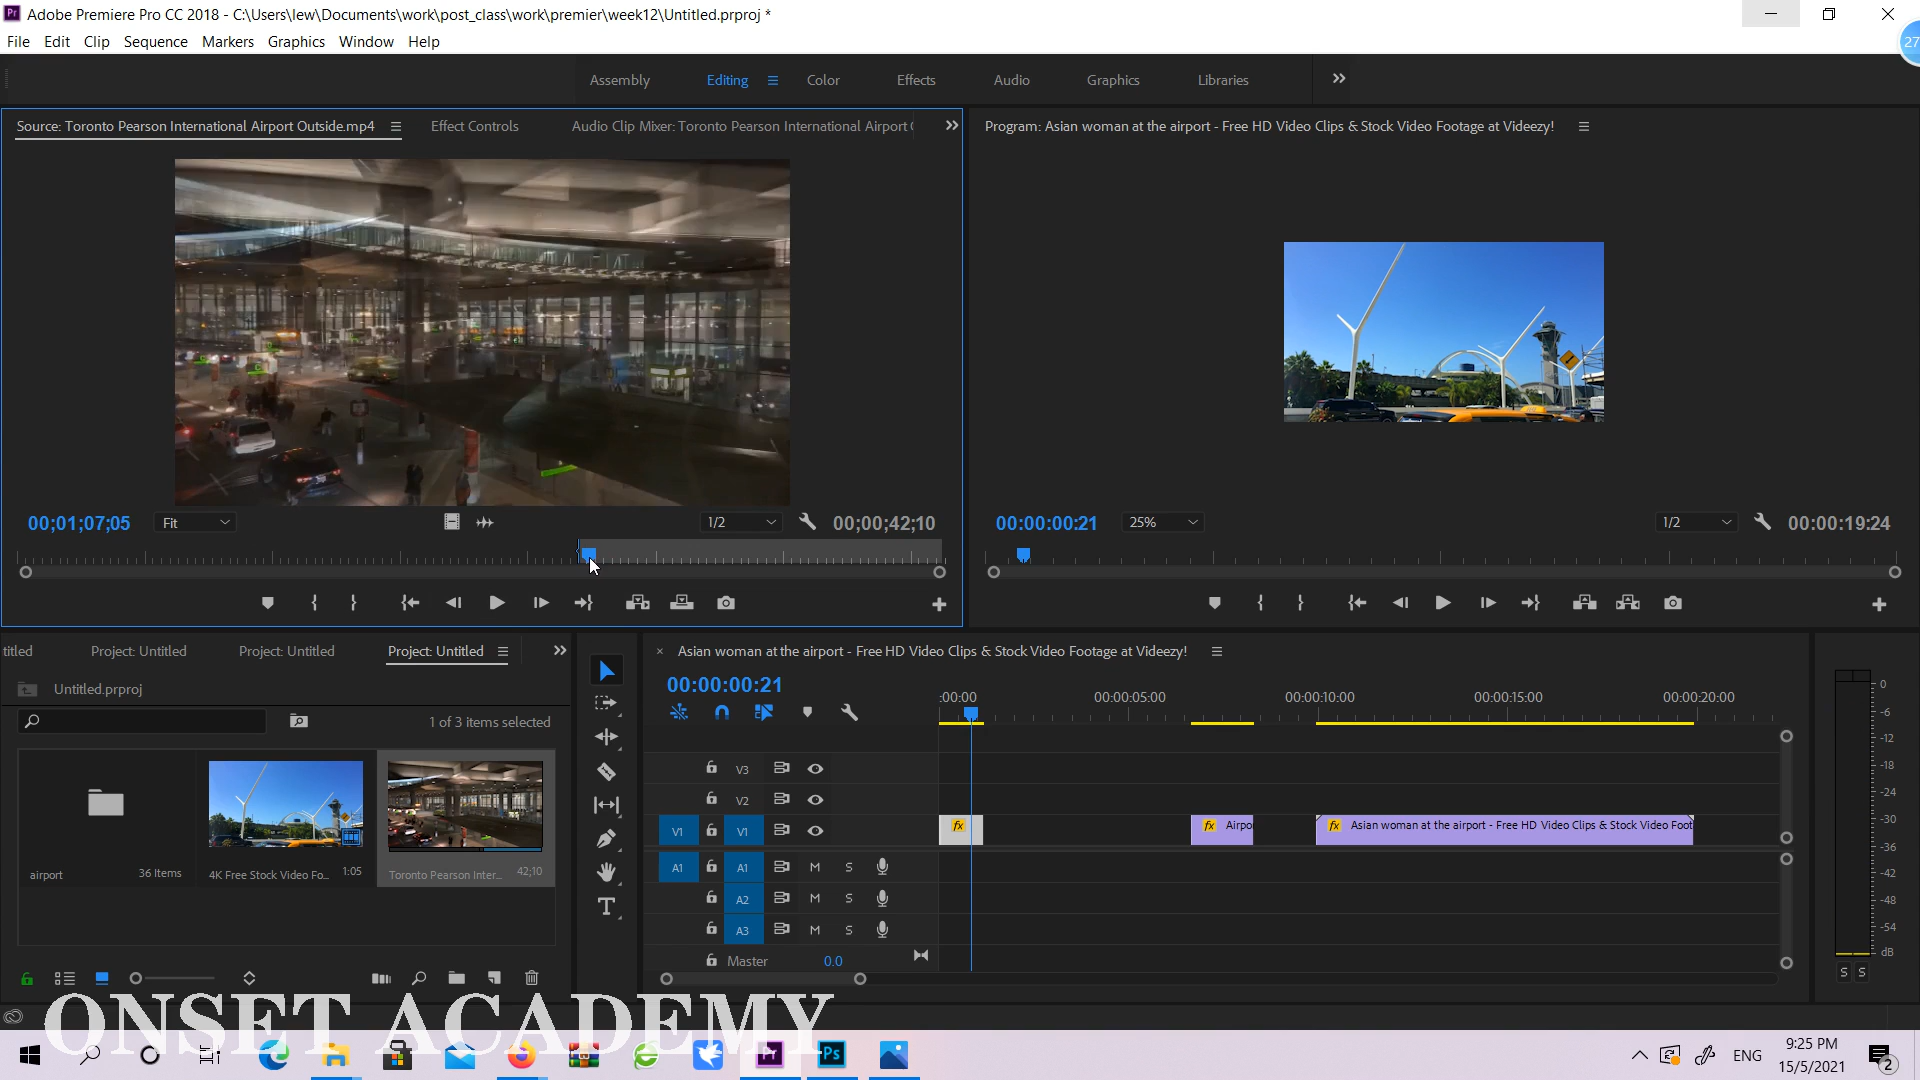 Adobe Premiere Pro CC 2018 - C:\Users\lew\Documents\work\post_class\work\premier\week12\Untitled.prproj *
File Edit Clip Sequence Markers Graphics Window Help
27
Assembly Editing Color Effects Audio Graphics Libraries
Source: Toronto Pearson International Airport Outside.mp4 Effect Controls Audio Clip Mixer: Toronto Pearson International Airport
Program: Asian woman at the airport - Free HD Video Clips & Stock Video Footage at Videezy!
00;01;07;05 Fit 1/2 00;00;42;10
00:00:00:21 25% 1/2 00:00:19:24
titled Project: Untitled Project: Untitled Project: Untitled
Untitled.prproj
1 of 3 items selected
airport 36 Items
4K Free Stock Video Fo... 1:05
Toronto Pearson Inter... 42;10
× Asian woman at the airport - Free HD Video Clips & Stock Video Footage at Videezy!
00:00:00:21
:00:00 00:00:05:00 00:00:10:00 00:00:15:00 00:00:20:00
V3
V2
V1 V1 fx fx Airpo fx Asian woman at the airport - Free HD Video Clips & Stock Video Foot
A1 A1 M S
A2 M S
A3 M S
Master 0.0
0
-6
-12
-18
-24
-30
-36
-42
-48
-54
dB
S S
ONSET ACADEMY
Pr Ps
ENG
9:25 PM
15/5/2021
2